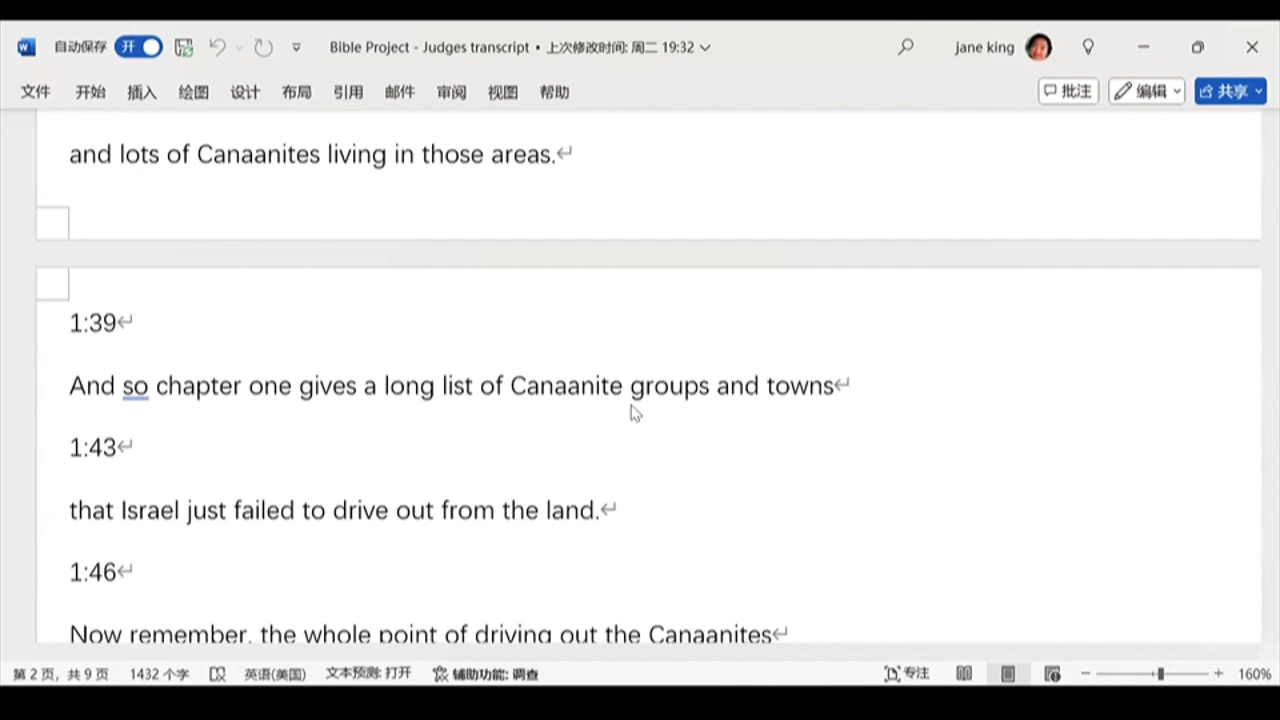 自动保存 开 Bible Project - Judges transcript • 上次修改时间: 周二 19:32 jane king
文件 开始 插入 绘图 设计 布局 引用 邮件 审阅 视图 帮助 批注 编辑 共享
and lots of Canaanites living in those areas.
1:39
And so chapter one gives a long list of Canaanite groups and towns
1:43
that Israel just failed to drive out from the land.
1:46
Now remember, the whole point of driving out the Canaanites
第 2 页, 共 9 页 1432 个字 英语(美国) 文本预测: 打开 辅助功能: 调查 专注 160%